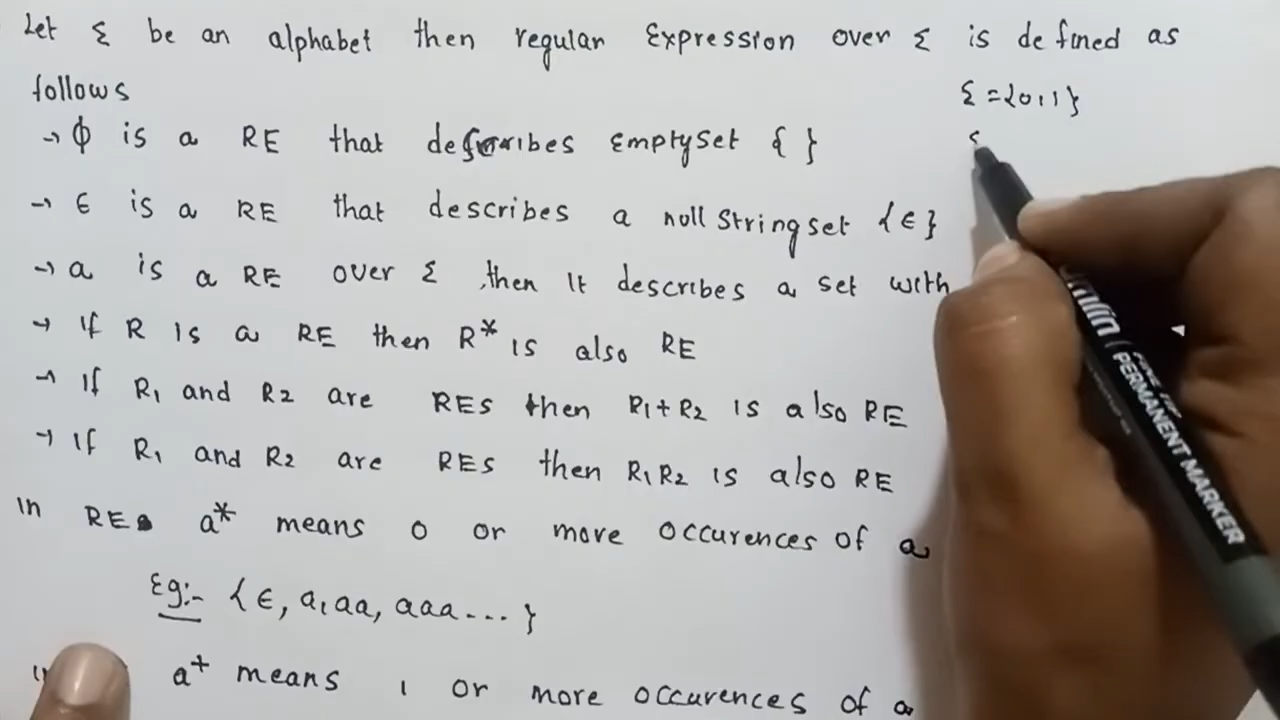 Let Σ be an alphabet then regular Expression over Σ is defined as
follows
Σ = {0,1}
→ ϕ is a RE that describes emptyset { }
→ ϵ is a RE that describes a null string set {ϵ}
→ a is a RE over Σ, then It describes a set with
→ If R Is a RE then R* is also RE
→ If R1 and R2 are REs then R1+R2 is also RE
→ If R1 and R2 are REs then R1R2 is also RE
In RE a* means 0 or more occurences of a
Eg:- {ϵ, a, aa, aaa... }
a+ means 1 or more occurences of a
PERMANENT MARKER